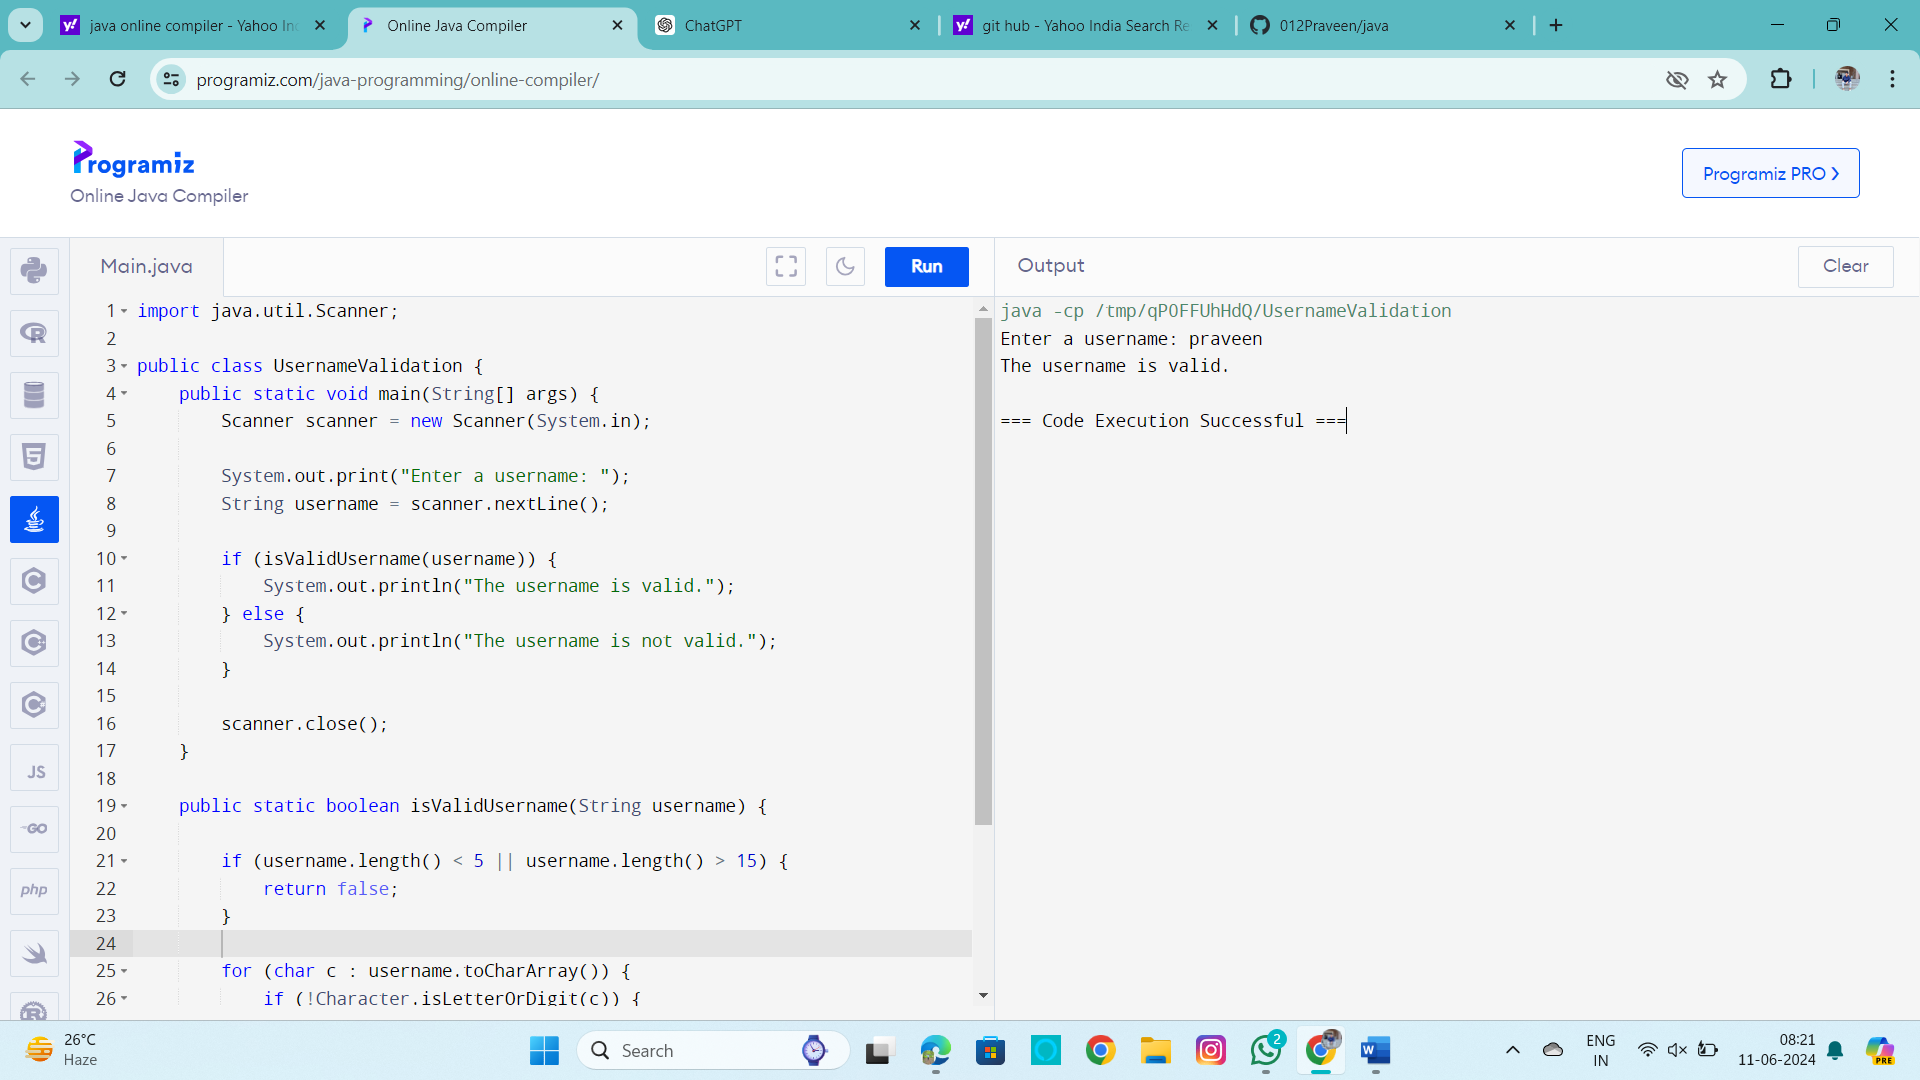 java online compiler - Yahoo In
Online Java Compiler
ChatGPT
git hub - Yahoo India Search Re
012Praveen/java
programiz.com/java-programming/online-compiler/
Programiz
Online Java Compiler
Programiz PRO
Main.java
Run
Output
Clear
1 import java.util.Scanner;
2
3 public class UsernameValidation {
4 public static void main(String[] args) {
5 Scanner scanner = new Scanner(System.in);
6
7 System.out.print("Enter a username: ");
8 String username = scanner.nextLine();
9
10 if (isValidUsername(username)) {
11 System.out.println("The username is valid.");
12 } else {
13 System.out.println("The username is not valid.");
14 }
15
16 scanner.close();
17 }
18
19 public static boolean isValidUsername(String username) {
20
21 if (username.length() < 5 || username.length() > 15) {
22 return false;
23 }
24
25 for (char c : username.toCharArray()) {
26 if (!Character.isLetterOrDigit(c)) {
java -cp /tmp/qPOFFUhHdQ/UsernameValidation
Enter a username: praveen
The username is valid.
=== Code Execution Successful ===
JS
GO
php
26°C
Haze
Search
2
W
ENG
IN
08:21
11-06-2024
PRE